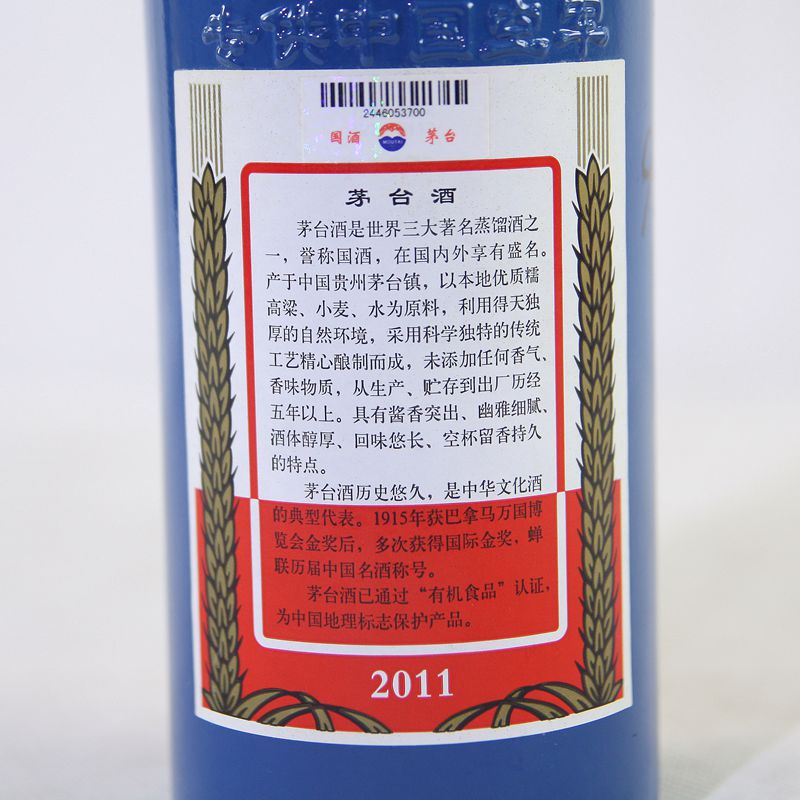 专供中国空军
2446053700
国酒 MOUTAI 茅台
茅台酒
茅台酒是世界三大著名蒸馏酒之
一，誉称国酒，在国内外享有盛名。
产于中国贵州茅台镇，以本地优质糯
高粱、小麦、水为原料，利用得天独
厚的自然环境，采用科学独特的传统
工艺精心酿制而成，未添加任何香气、
香味物质，从生产、贮存到出厂历经
五年以上。具有酱香突出、幽雅细腻、
酒体醇厚、回味悠长、空杯留香持久
的特点。
茅台酒历史悠久，是中华文化酒
的典型代表。1915年获巴拿马万国博
览会金奖后，多次获得国际金奖，蝉
联历届中国名酒称号。
茅台酒已通过“有机食品”认证，
为中国地理标志保护产品。
2011